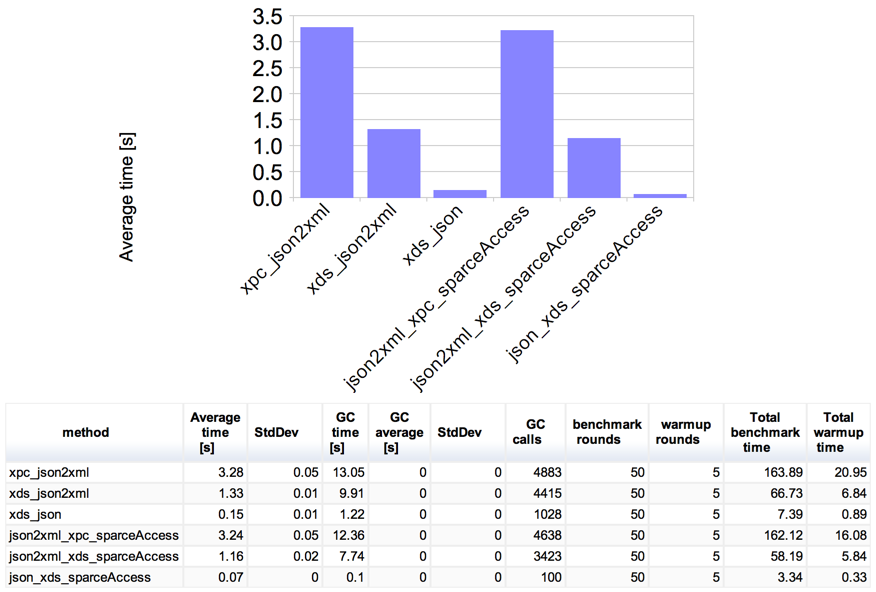 3.5
3.0
2.5
2.0
1.5
1.0
0.5
0.0
Average time [s]
xpc_json2xml
xds_json2xml
xds_json
json2xml_xpc_sparceAccess
json2xml_xds_sparceAccess
json_xds_sparceAccess
method Average time [s] StdDev GC time [s] GC average [s] StdDev GC calls benchmark rounds warmup rounds Total benchmark time Total warmup time
xpc_json2xml 3.28 0.05 13.05 0 0 4883 50 5 163.89 20.95
xds_json2xml 1.33 0.01 9.91 0 0 4415 50 5 66.73 6.84
xds_json 0.15 0.01 1.22 0 0 1028 50 5 7.39 0.89
json2xml_xpc_sparceAccess 3.24 0.05 12.36 0 0 4638 50 5 162.12 16.08
json2xml_xds_sparceAccess 1.16 0.02 7.74 0 0 3423 50 5 58.19 5.84
json_xds_sparceAccess 0.07 0 0.1 0 0 100 50 5 3.34 0.33